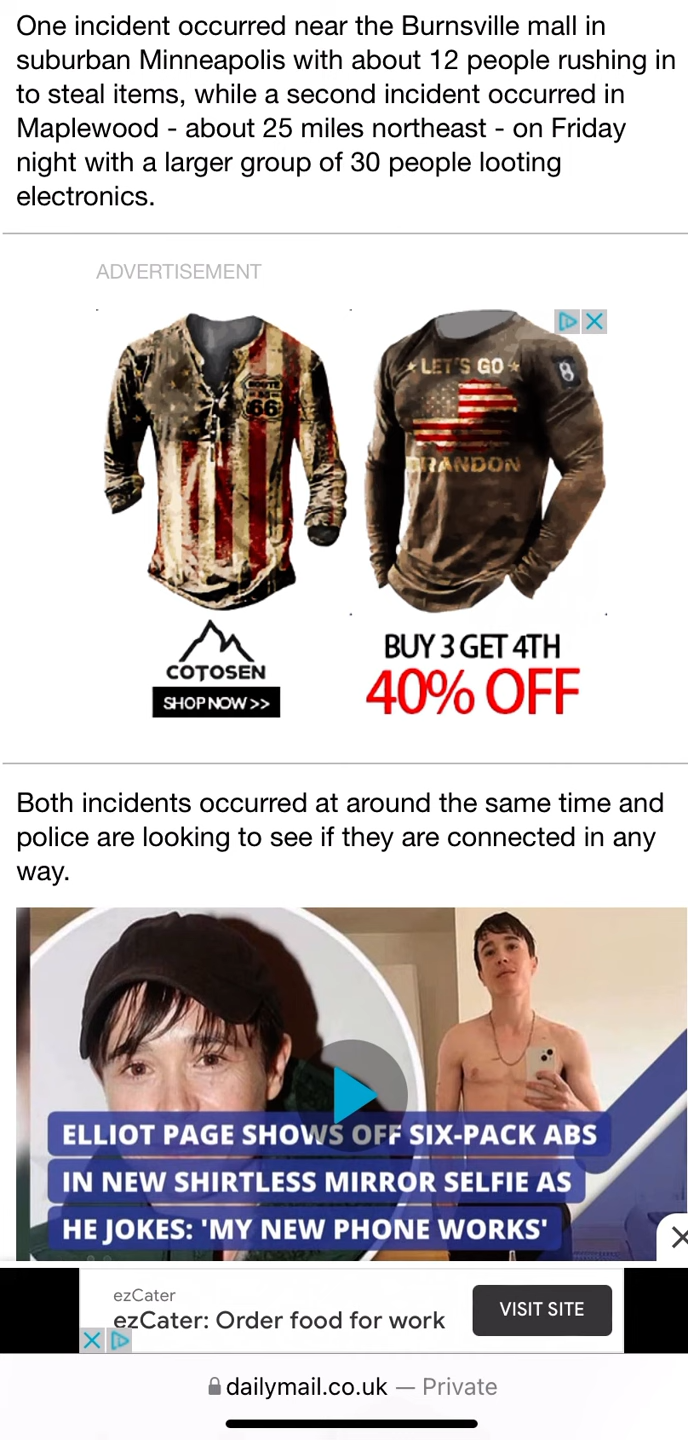 One incident occurred near the Burnsville mall in
suburban Minneapolis with about 12 people rushing in
to steal items, while a second incident occurred in
Maplewood - about 25 miles northeast - on Friday
night with a larger group of 30 people looting
electronics.
ADVERTISEMENT
ROUTE
US
66
LET'S GO
8
BRANDON
COTOSEN
SHOP NOW >>
BUY 3 GET 4TH
40% OFF
Both incidents occurred at around the same time and
police are looking to see if they are connected in any
way.
ELLIOT PAGE SHOWS OFF SIX-PACK ABS
IN NEW SHIRTLESS MIRROR SELFIE AS
HE JOKES: 'MY NEW PHONE WORKS'
ezCater
ezCater: Order food for work
VISIT SITE
dailymail.co.uk — Private